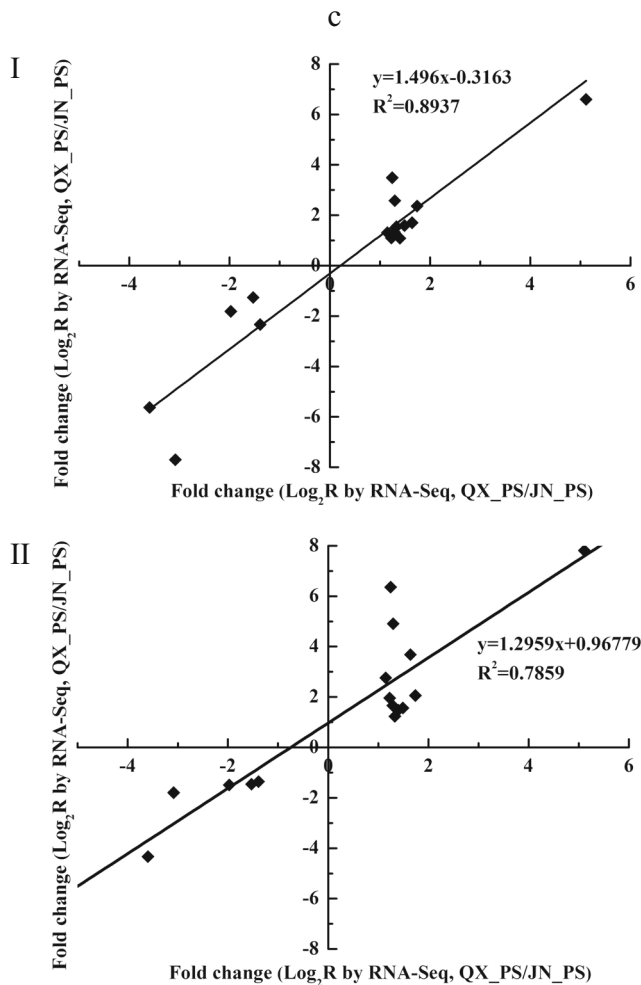 c
I
Fold change (Log₂R by RNA-Seq, QX_PS/JN_PS)
8
6
4
2
0
-2
-4
-6
-8
-4
-2
2
4
6
y=1.496x-0.3163
R²=0.8937
Fold change (Log₂R by RNA-Seq, QX_PS/JN_PS)
II
Fold change (Log₂R by RNA-Seq, QX_PS/JN_PS)
8
6
4
2
0
-2
-4
-6
-8
-4
-2
0
2
4
6
y=1.2959x+0.96779
R²=0.7859
Fold change (Log₂R by RNA-Seq, QX_PS/JN_PS)